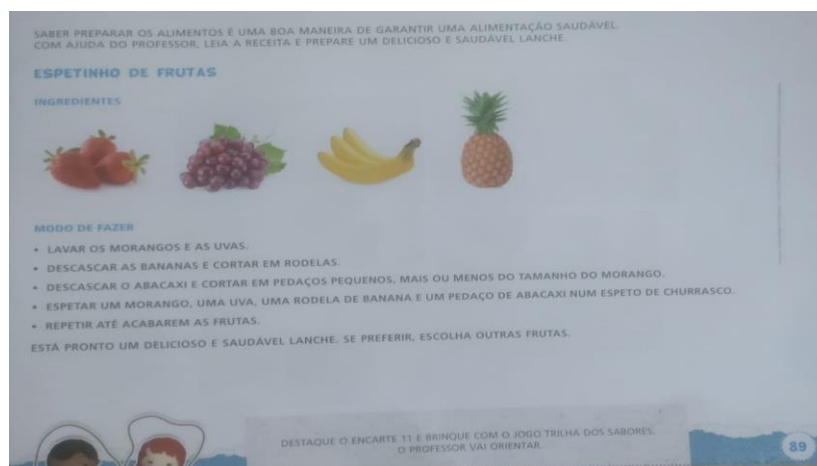 SABER PREPARAR OS ALIMENTOS É UMA BOA MANEIRA DE GARANTIR UMA ALIMENTAÇÃO SAUDÁVEL.
COM AJUDA DO PROFESSOR, LEIA A RECEITA E PREPARE UM DELICIOSO E SAUDÁVEL LANCHE.
ESPETINHO DE FRUTAS
INGREDIENTES
MODO DE FAZER
• LAVAR OS MORANGOS E AS UVAS.
• DESCASCAR AS BANANAS E CORTAR EM RODELAS.
• DESCASCAR O ABACAXI E CORTAR EM PEDAÇOS PEQUENOS, MAIS OU MENOS DO TAMANHO DO MORANGO.
• ESPETAR UM MORANGO, UMA UVA, UMA RODELA DE BANANA E UM PEDAÇO DE ABACAXI NUM ESPETO DE CHURRASCO.
• REPETIR ATÉ ACABAREM AS FRUTAS.
ESTÁ PRONTO UM DELICIOSO E SAUDÁVEL LANCHE. SE PREFERIR, ESCOLHA OUTRAS FRUTAS.
DESTAQUE O ENCARTE 11 E BRINQUE COM O JOGO TRILHA DOS SABORES.
O PROFESSOR VAI ORIENTAR.
89